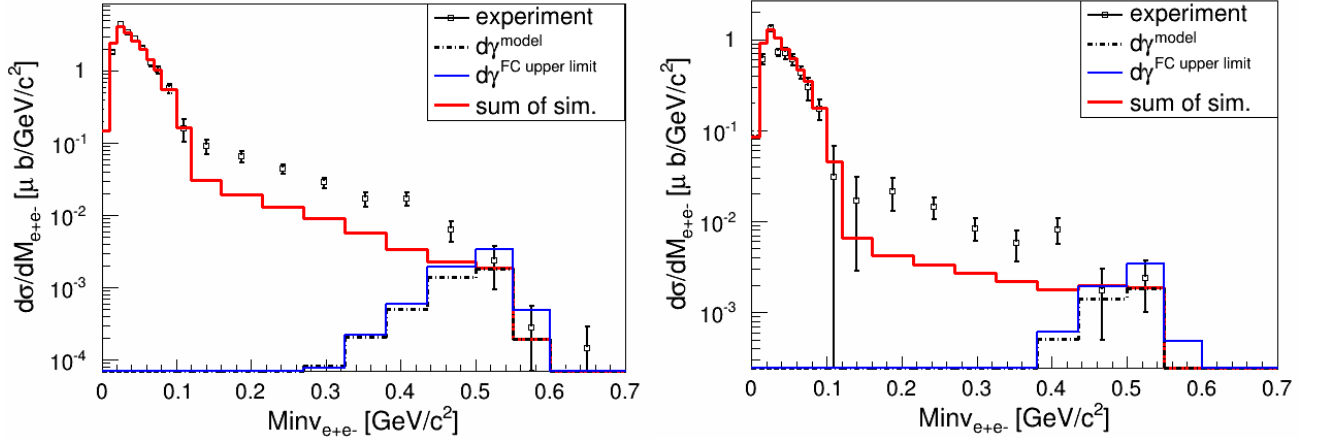 experiment
dγ^model
dγ^FC upper limit
sum of sim.
dσ/dM_e+e- [μ b/GeV/c²]
1
10⁻¹
10⁻²
10⁻³
10⁻⁴
0 0.1 0.2 0.3 0.4 0.5 0.6 0.7
Minv_e+e- [GeV/c²]
experiment
dγ^model
dγ^FC upper limit
sum of sim.
dσ/dM_e+e- [μ b/GeV/c²]
1
10⁻¹
10⁻²
10⁻³
0 0.1 0.2 0.3 0.4 0.5 0.6 0.7
Minv_e+e- [GeV/c²]